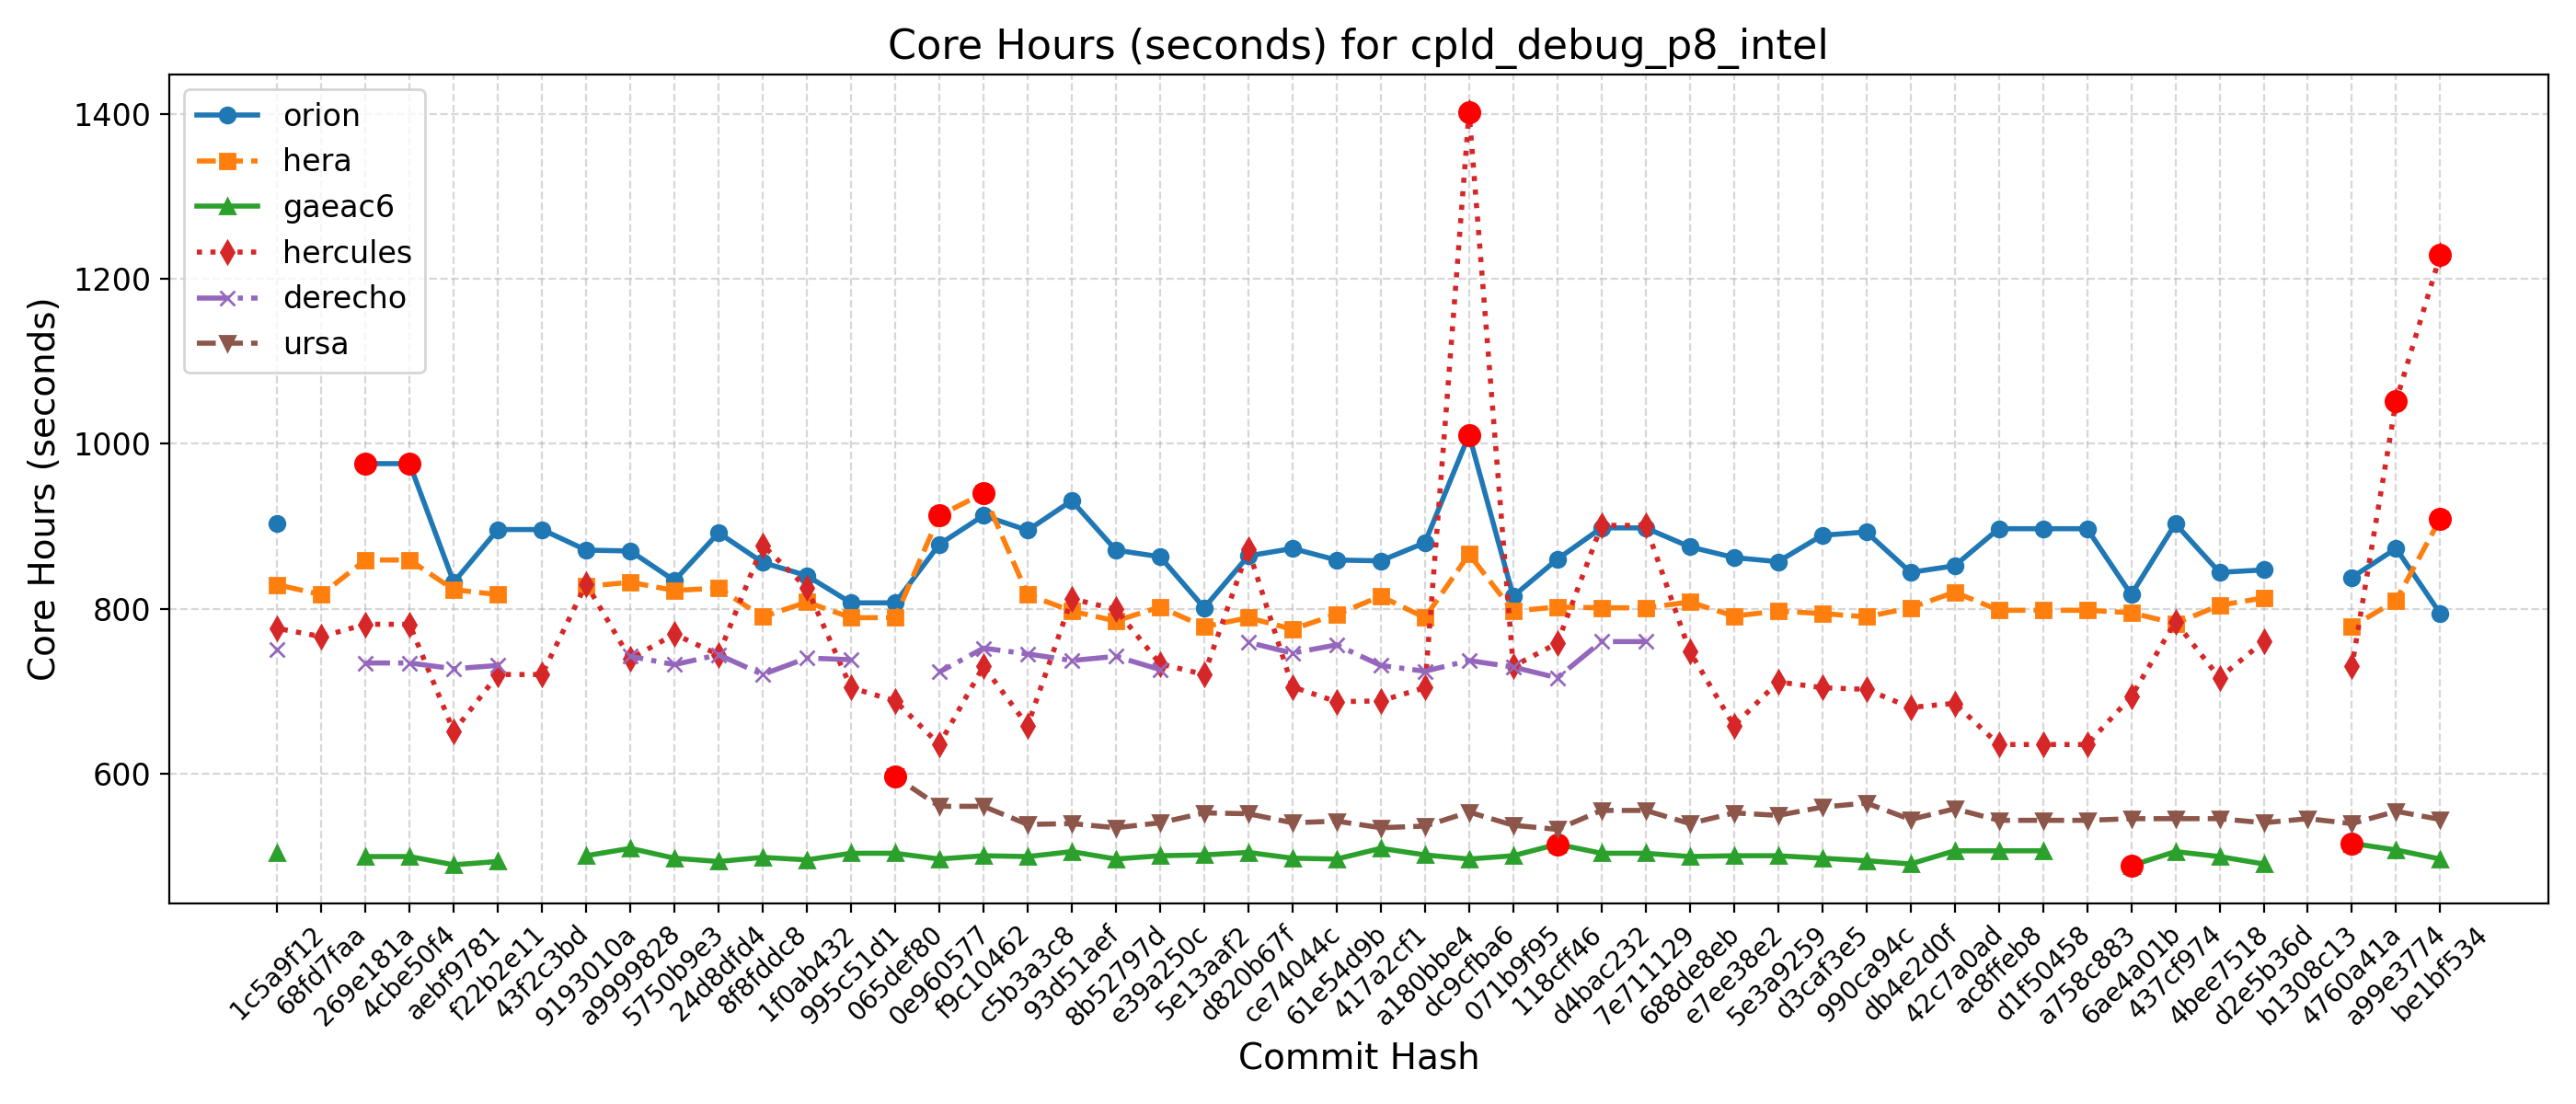 Core Hours (seconds) for cpld_debug_p8_intel
Core Hours (seconds)
1400
1200
1000
800
600
orion
hera
gaeac6
hercules
derecho
ursa
1c5a9f12
68fd7faa
269e181a
4cbe50f4
aebf9781
f22b2e11
43f2c3bd
9193010a
a9999828
5750b9e3
24d8dfd4
8f8fddc8
1f0ab432
995c51d1
065def80
0e960577
f9c10462
c5b3a3c8
93d51aef
8b52797d
e39a250c
5e13aaf2
d820b67f
ce74044c
61e54d9b
417a2cf1
a180bbe4
dc9cfba6
071b9f95
118cff46
d4bac232
7e711129
688de8eb
e7ee38e2
5e3a9259
d3caf3e5
990ca94c
db4e2d0f
42c7a0ad
ac8ffeb8
d1f50458
a758c883
6ae4a01b
437cf974
4bee7518
d2e5b36d
b1308c13
4760a41a
a99e3774
be1bf534
Commit Hash